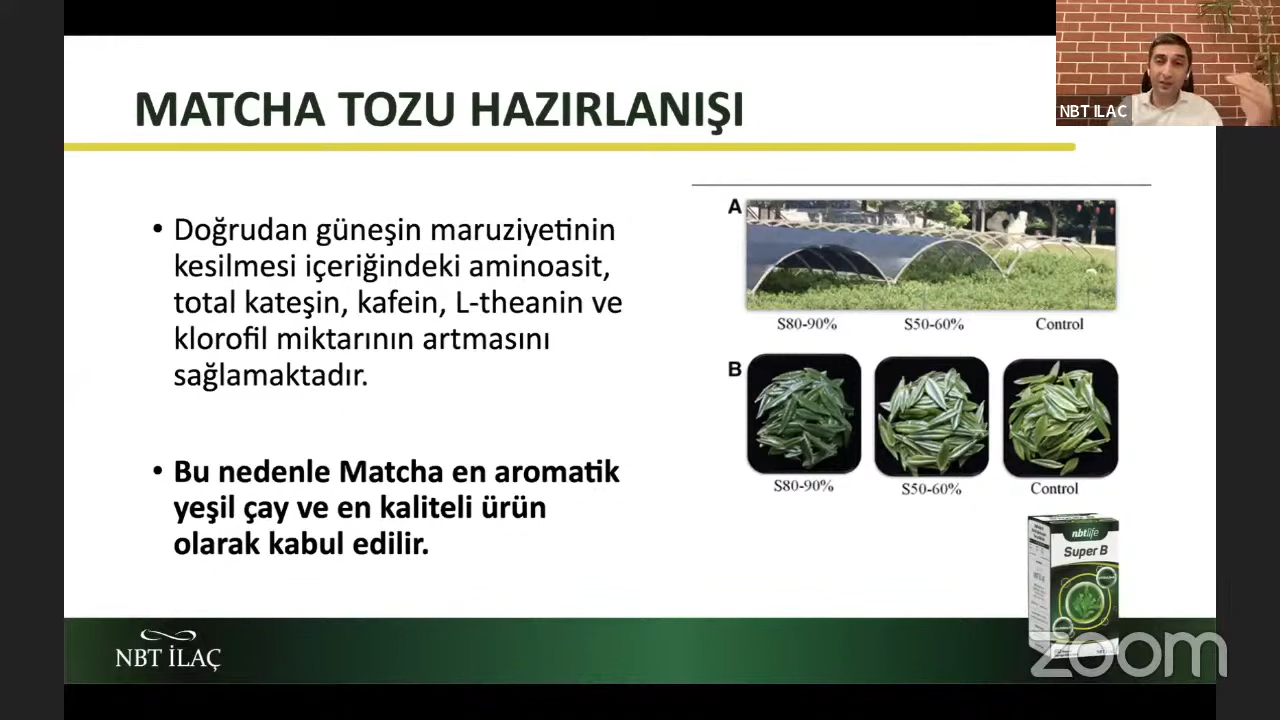 MATCHA TOZU HAZIRLANIŞI
NBT ILAC
• Doğrudan güneşin maruziyetinin
kesilmesi içeriğindeki aminoasit,
total kateşin, kafein, L-theanin ve
klorofil miktarının artmasını
sağlamaktadır.
• Bu nedenle Matcha en aromatik
yeşil çay ve en kaliteli ürün
olarak kabul edilir.
A
S80-90% S50-60% Control
B
S80-90% S50-60% Control
nbtlife
Super B
NBT İLAÇ
zoom